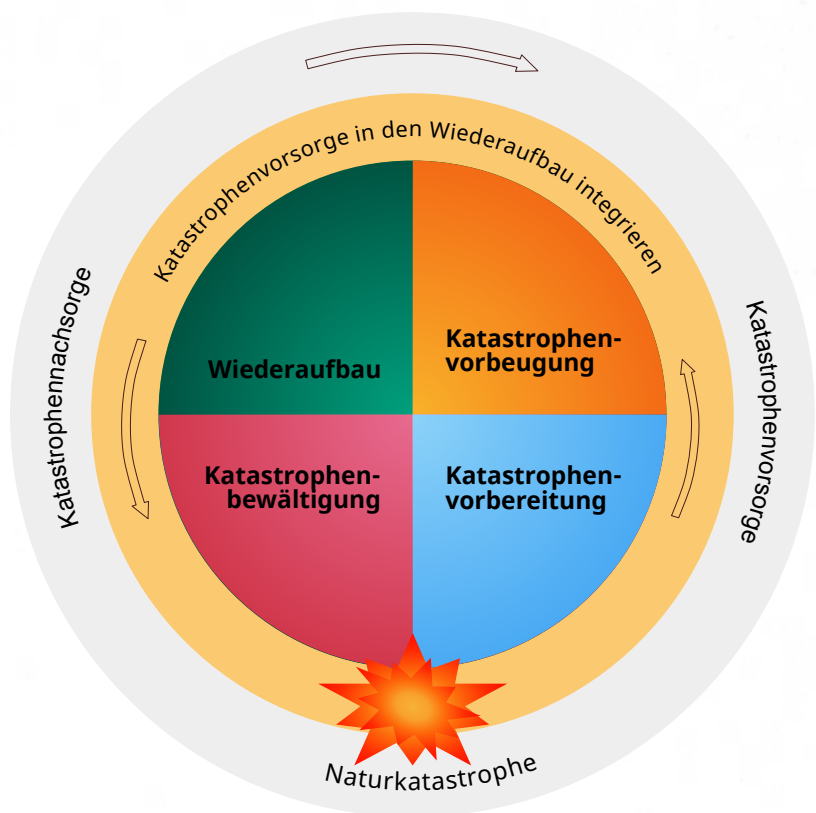 Katastrophenvorsorge in den Wiederaufbau integrieren
Katastrophennachsorge
Katastrophenvorsorge
Wiederaufbau
Katastrophen-
vorbeugung
Katastrophen-
bewältigung
Katastrophen-
vorbereitung
Naturkatastrophe